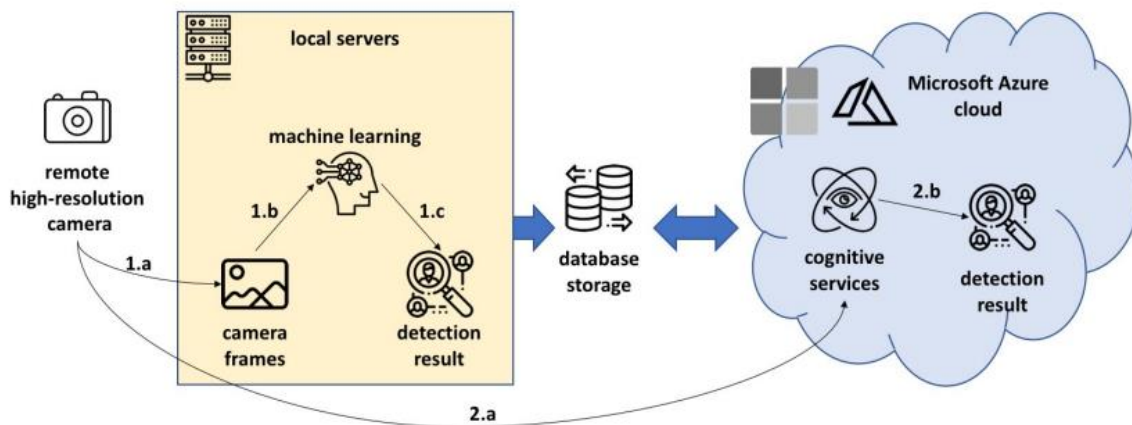 local servers
Microsoft Azure
cloud
machine learning
remote
high-resolution
camera
1.b
1.c
2.b
1.a
database
storage
cognitive
services
detection
result
camera
frames
detection
result
2.a